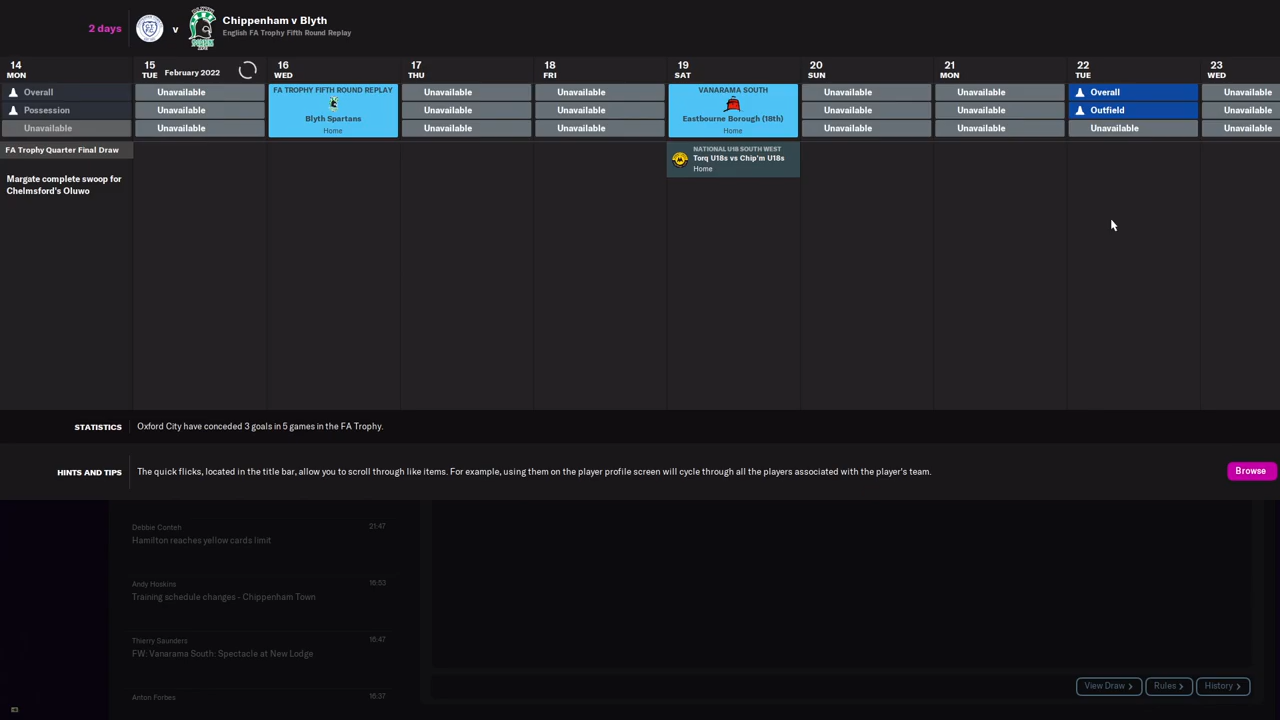 2 days
v
Chippenham v Blyth
English FA Trophy Fifth Round Replay
14 MON
15 TUE
February 2022
16 WED
17 THU
18 FRI
19 SAT
20 SUN
21 MON
22 TUE
23 WED
Overall
Unavailable
FA TROPHY FIFTH ROUND REPLAY
Unavailable
Unavailable
VANARAMA SOUTH
Unavailable
Unavailable
Overall
Unavailable
Possession
Unavailable
Blyth Spartans
Unavailable
Unavailable
Eastbourne Borough (18th)
Unavailable
Unavailable
Outfield
Unavailable
Unavailable
Unavailable
Home
Unavailable
Unavailable
Home
Unavailable
Unavailable
Unavailable
Unavailable
FA Trophy Quarter Final Draw
Margate complete swoop for
Chelmsford's Oluwo
NATIONAL U18 SOUTH WEST
Torq U18s vs Chip'm U18s
Home
STATISTICS
Oxford City have conceded 3 goals in 5 games in the FA Trophy.
HINTS AND TIPS
The quick flicks, located in the title bar, allow you to scroll through like items. For example, using them on the player profile screen will cycle through all the players associated with the player's team.
Browse
Debbie Conteh
21:47
Hamilton reaches yellow cards limit
Andy Hoskins
16:53
Training schedule changes - Chippenham Town
Thierry Saunders
16:47
FW: Vanarama South: Spectacle at New Lodge
Anton Forbes
16:37
View Draw
Rules
History